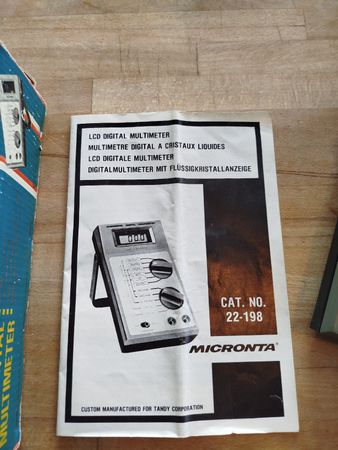 LCD DIGITAL MULTIMETER
MULTIMETRE DIGITAL A CRISTAUX LIQUIDES
LCD DIGITALE MULTIMETER
DIGITALMULTIMETER MIT FLÜSSIGKRISTALLANZEIGE
000
CAT. NO.
22-198
MICRONTA®
CUSTOM MANUFACTURED FOR TANDY CORPORATION
MULTIMETER